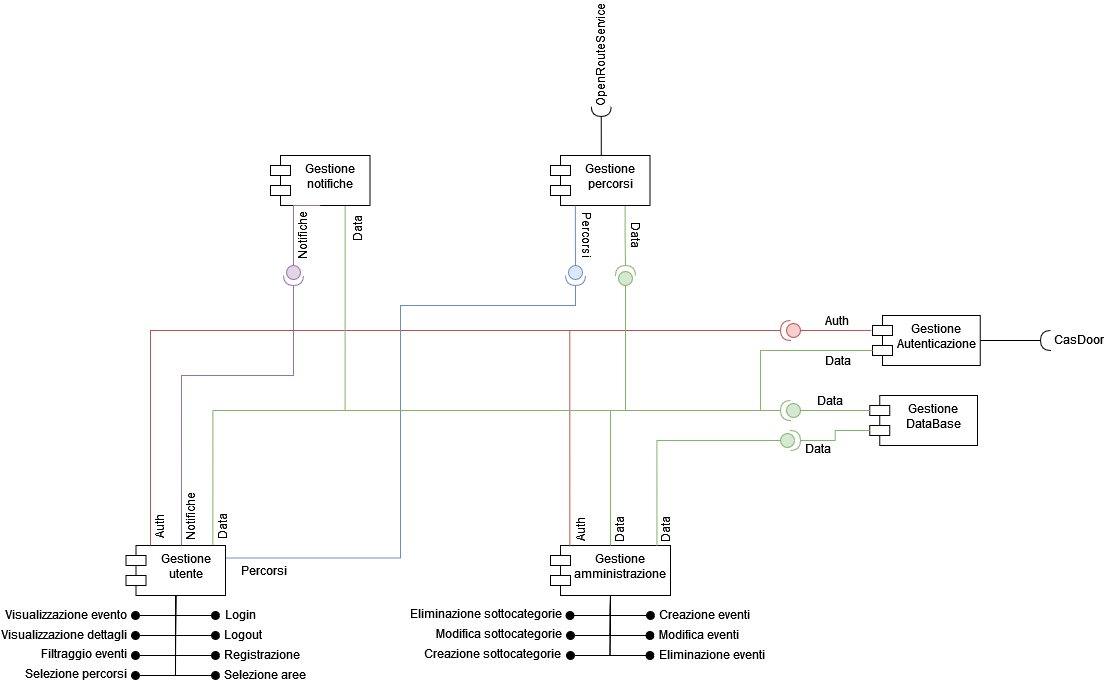 OpenRouteService
Gestione
notifiche
Gestione
percorsi
Notifiche
Data
Percorsi
Data
Auth
Gestione
Autenticazione
CasDoor
Data
Data
Gestione
DataBase
Data
Auth
Notifiche
Data
Auth
Data
Data
Gestione
utente
Percorsi
Gestione
amministrazione
Visualizzazione evento
Login
Visualizzazione dettagli
Logout
Filtraggio eventi
Registrazione
Selezione percorsi
Selezione aree
Eliminazione sottocategorie
Creazione eventi
Modifica sottocategorie
Modifica eventi
Creazione sottocategorie
Eliminazione eventi